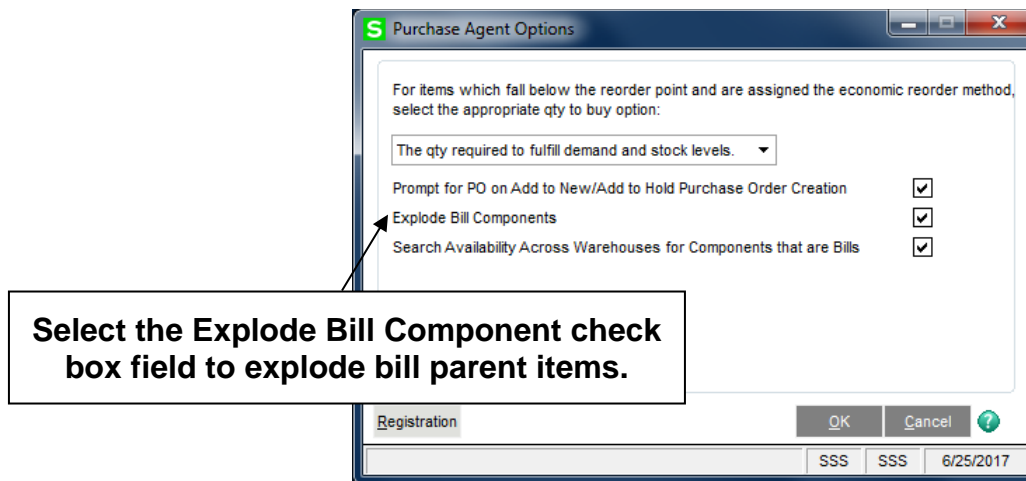 S Purchase Agent Options
For items which fall below the reorder point and are assigned the economic reorder method,
select the appropriate qty to buy option:
The qty required to fulfill demand and stock levels.
Prompt for PO on Add to New/Add to Hold Purchase Order Creation
Explode Bill Components
Search Availability Across Warehouses for Components that are Bills
Select the Explode Bill Component check
box field to explode bill parent items.
Registration
OK
Cancel
?
SSS
SSS
6/25/2017